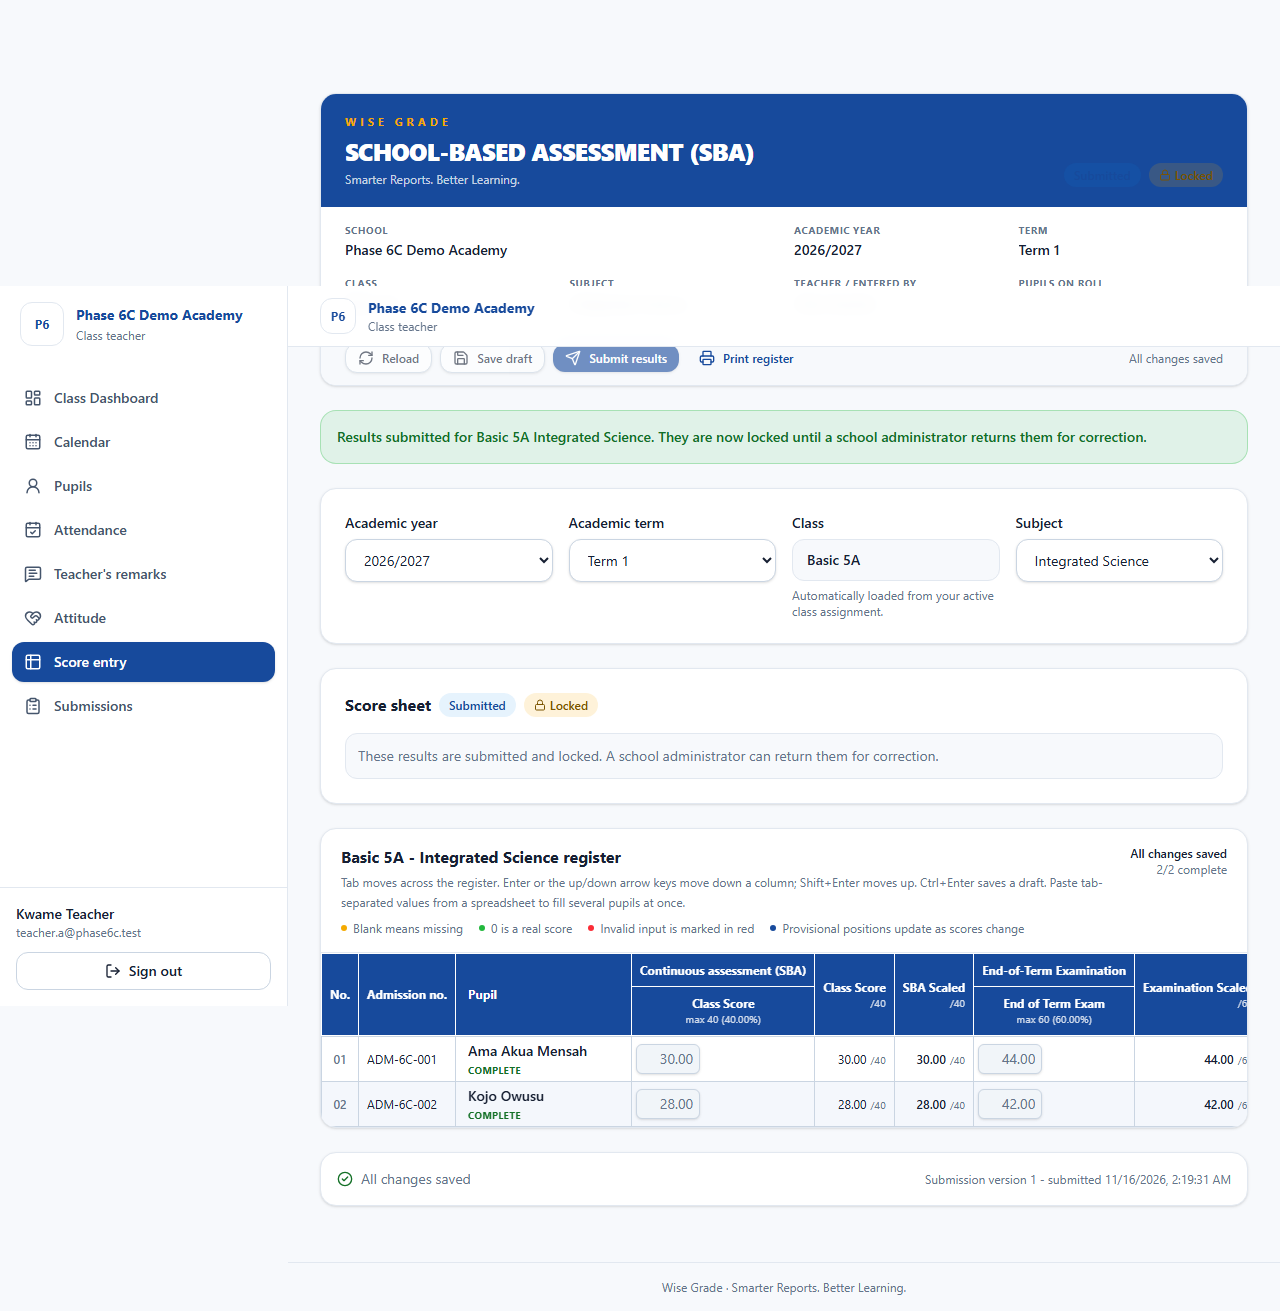 WISE GRADE
SCHOOL-BASED ASSESSMENT (SBA)
Smarter Reports. Better Learning.
Submitted
Locked
SCHOOL
Phase 6C Demo Academy
ACADEMIC YEAR
2026/2027
TERM
Term 1
CLASS
SUBJECT
TEACHER / ENTERED BY
PUPILS ON ROLL
P6
Phase 6C Demo Academy
Class teacher
Reload
Save draft
Submit results
Print register
All changes saved
P6
Phase 6C Demo Academy
Class teacher
Class Dashboard
Calendar
Pupils
Attendance
Teacher's remarks
Attitude
Score entry
Submissions
Kwame Teacher
teacher.a@phase6c.test
Sign out
Results submitted for Basic 5A Integrated Science. They are now locked until a school administrator returns them for correction.
Academic year
2026/2027
Academic term
Term 1
Class
Basic 5A
Automatically loaded from your active
class assignment.
Subject
Integrated Science
Score sheet
Submitted
Locked
These results are submitted and locked. A school administrator can return them for correction.
Basic 5A - Integrated Science register
All changes saved
2/2 complete
Tab moves across the register. Enter or the up/down arrow keys move down a column; Shift+Enter moves up. Ctrl+Enter saves a draft. Paste tab-
separated values from a spreadsheet to fill several pupils at once.
Blank means missing
0 is a real score
Invalid input is marked in red
Provisional positions update as scores change
No.
Admission no.
Pupil
Continuous assessment (SBA)
Class Score
max 40 (40.00%)
Class Score
/40
SBA Scaled
/40
End-of-Term Examination
End of Term Exam
max 60 (60.00%)
Examination Scale
/6
01
ADM-6C-001
Ama Akua Mensah
COMPLETE
30.00
30.00 /40
30.00 /40
44.00
44.00 /6
02
ADM-6C-002
Kojo Owusu
COMPLETE
28.00
28.00 /40
28.00 /40
42.00
42.00 /6
All changes saved
Submission version 1 - submitted 11/16/2026, 2:19:31 AM
Wise Grade · Smarter Reports. Better Learning.